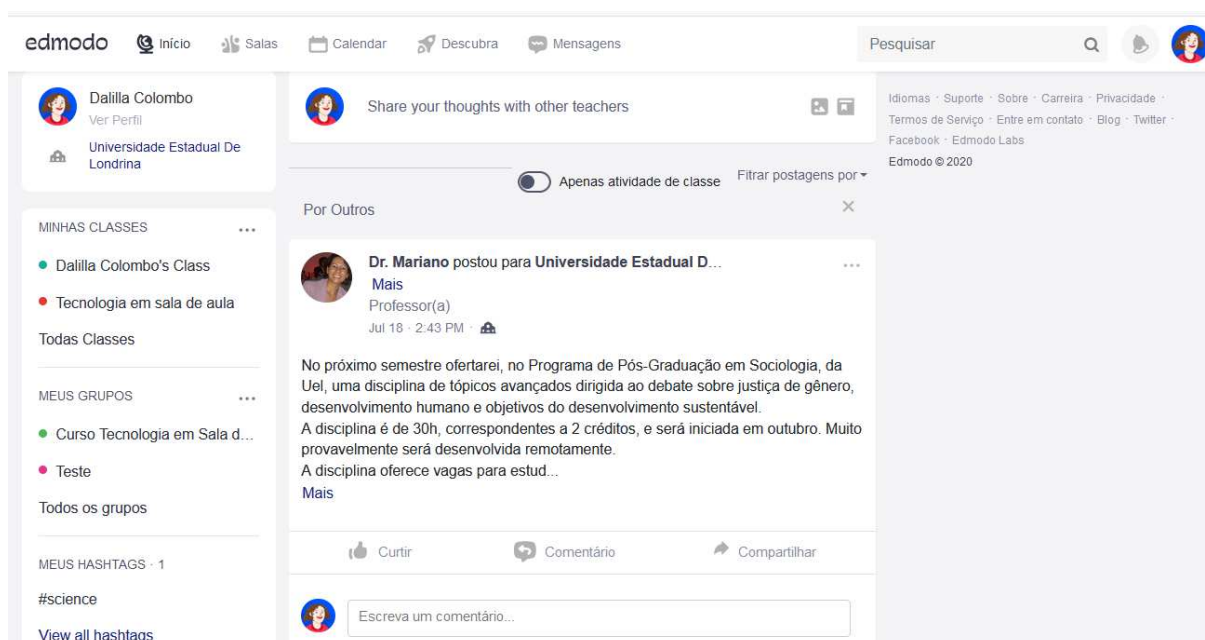 edmodo Início Salas Calendar Descubra Mensagens Pesquisar
Dalilla Colombo
Ver Perfil
Universidade Estadual De
Londrina
MINHAS CLASSES
Dalilla Colombo's Class
Tecnologia em sala de aula
Todas Classes
MEUS GRUPOS
Curso Tecnologia em Sala d...
Teste
Todos os grupos
MEUS HASHTAGS · 1
#science
View all hashtags
Share your thoughts with other teachers
Apenas atividade de classe Fitrar postagens por
Por Outros
Dr. Mariano postou para Universidade Estadual D...
Mais
Professor(a)
Jul 18 · 2:43 PM ·
No próximo semestre ofertarei, no Programa de Pós-Graduação em Sociologia, da
Uel, uma disciplina de tópicos avançados dirigida ao debate sobre justiça de gênero,
desenvolvimento humano e objetivos do desenvolvimento sustentável.
A disciplina é de 30h, correspondentes a 2 créditos, e será iniciada em outubro. Muito
provavelmente será desenvolvida remotamente.
A disciplina oferece vagas para estud...
Mais
Curtir Comentário Compartilhar
Escreva um comentário...
Idiomas · Suporte · Sobre · Carreira · Privacidade ·
Termos de Serviço · Entre em contato · Blog · Twitter ·
Facebook · Edmodo Labs
Edmodo © 2020